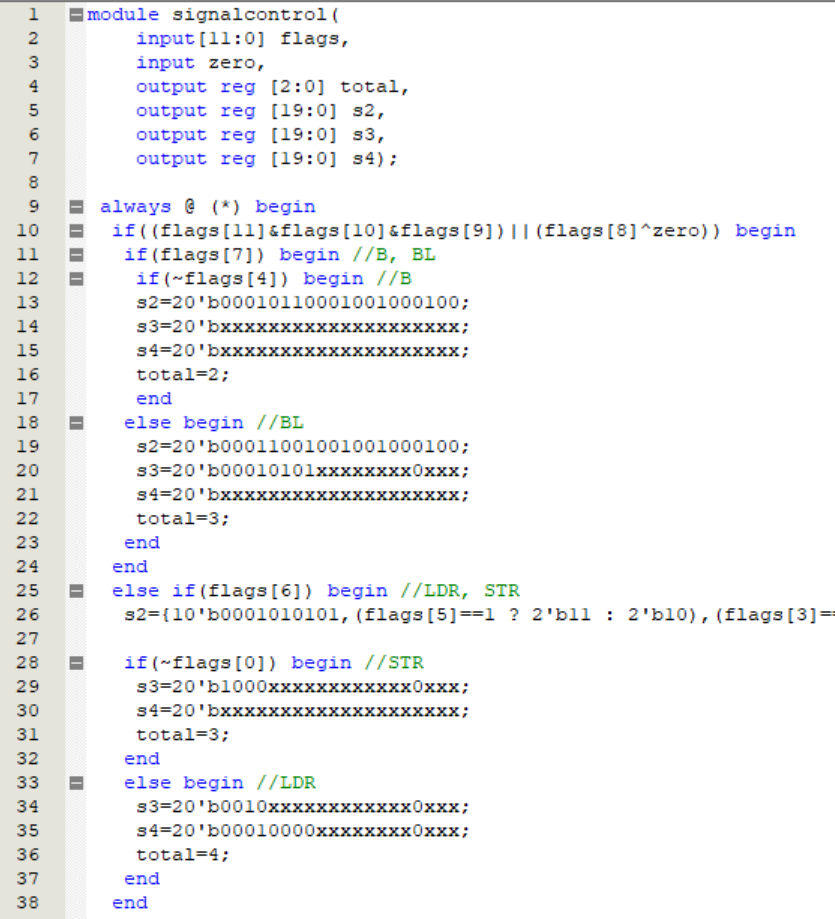 1 module signalcontrol(
2 input[11:0] flags,
3 input zero,
4 output reg [2:0] total,
5 output reg [19:0] s2,
6 output reg [19:0] s3,
7 output reg [19:0] s4);
8
9 always @ (*) begin
10 if((flags[11]&flags[10]&flags[9])||(flags[8]^zero)) begin
11 if(flags[7]) begin //B, BL
12 if(~flags[4]) begin //B
13 s2=20'b00010110001001000100;
14 s3=20'bxxxxxxxxxxxxxxxxxxxx;
15 s4=20'bxxxxxxxxxxxxxxxxxxxx;
16 total=2;
17 end
18 else begin //BL
19 s2=20'b00011001001001000100;
20 s3=20'b00010101xxxxxxxx0xxx;
21 s4=20'bxxxxxxxxxxxxxxxxxxxx;
22 total=3;
23 end
24 end
25 else if(flags[6]) begin //LDR, STR
26 s2={10'b0001010101,(flags[5]==1 ? 2'b11 : 2'b10),(flags[3]=
27
28 if(~flags[0]) begin //STR
29 s3=20'b1000xxxxxxxxxxxx0xxx;
30 s4=20'bxxxxxxxxxxxxxxxxxxxx;
31 total=3;
32 end
33 else begin //LDR
34 s3=20'b0010xxxxxxxxxxxx0xxx;
35 s4=20'b00010000xxxxxxxx0xxx;
36 total=4;
37 end
38 end